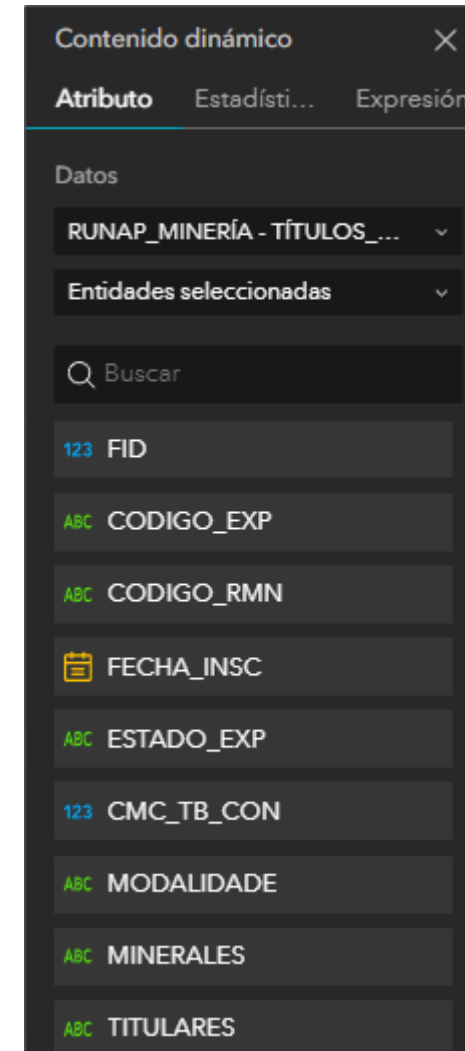 Contenido dinámico
Atributo Estadísti... Expresión
Datos
RUNAP_MINERÍA - TÍTULOS_...
Entidades seleccionadas
Buscar
123 FID
ABC CODIGO_EXP
ABC CODIGO_RMN
FECHA_INSC
ABC ESTADO_EXP
123 CMC_TB_CON
ABC MODALIDADE
ABC MINERALES
ABC TITULARES